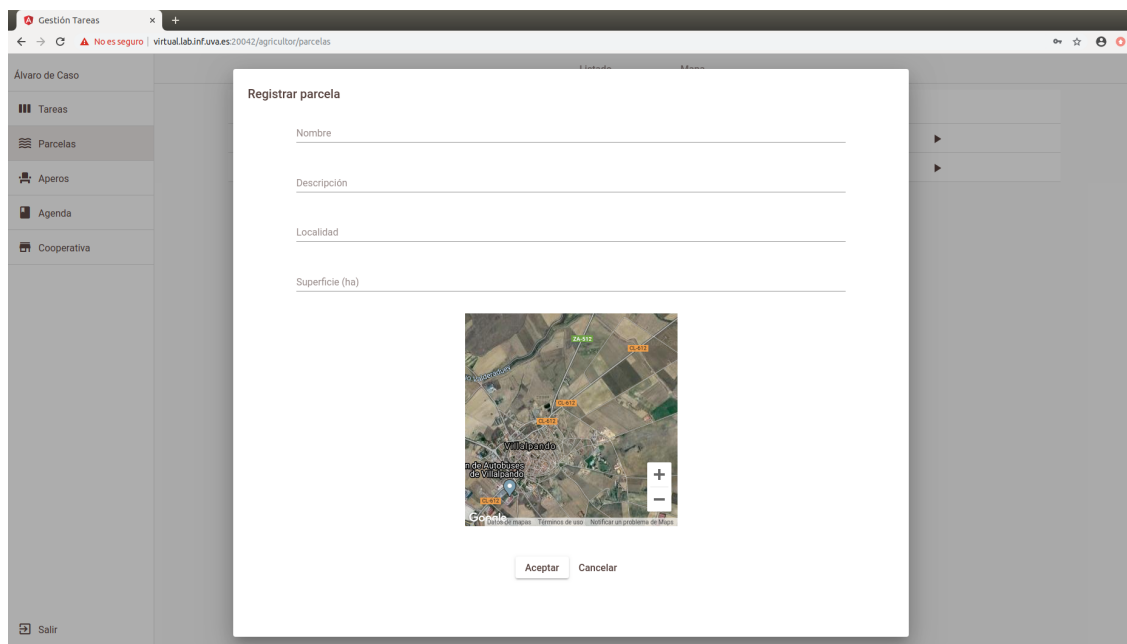 Gestión Tareas
No es seguro | virtual.lab.inf.uva.es:20042/agricultor/parcelas
Álvaro de Caso
Listado Mapa
Tareas
Parcelas
Aperos
Agenda
Cooperativa
Salir
Registrar parcela
Nombre
Descripción
Localidad
Superficie (ha)
ZA-512
CL-612
CL-612
CL-612
Villalpando
n de Autobuses
de Villalpando
CL-612
Google
Datos de mapas Términos de uso Notificar un problema de Maps
Aceptar Cancelar